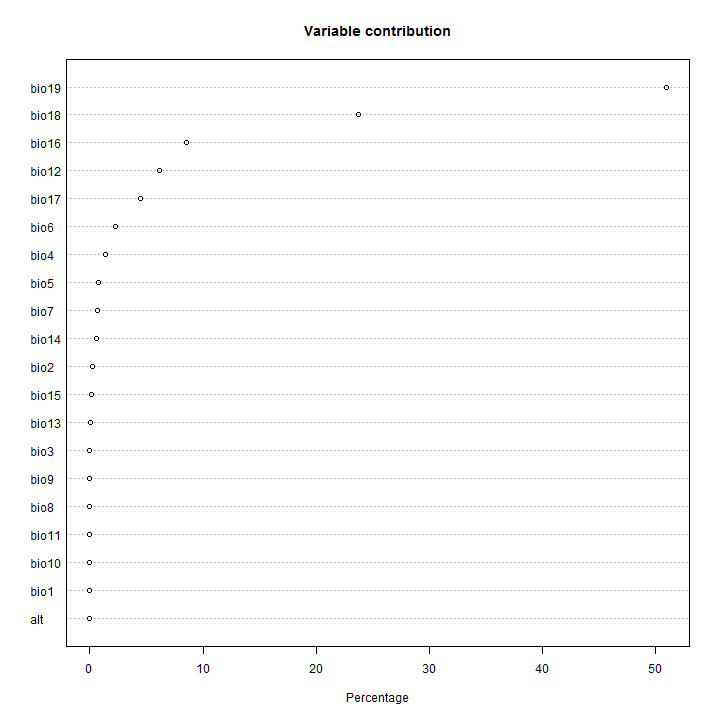 Variable contribution
bio19
bio18
bio16
bio12
bio17
bio6
bio4
bio5
bio7
bio14
bio2
bio15
bio13
bio3
bio9
bio8
bio11
bio10
bio1
alt
0 10 20 30 40 50
Percentage